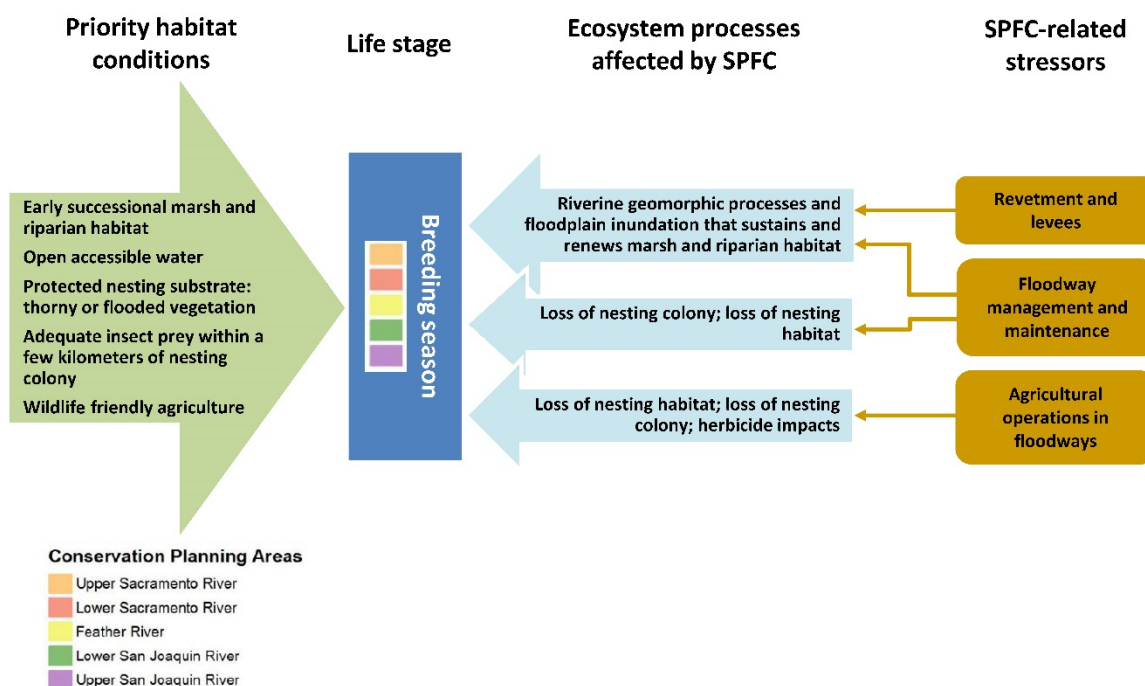 Priority habitat
conditions
Life stage
Ecosystem processes
affected by SPFC
SPFC-related
stressors
Early successional marsh and
riparian habitat
Open accessible water
Protected nesting substrate:
thorny or flooded vegetation
Adequate insect prey within a
few kilometers of nesting
colony
Wildlife friendly agriculture
Breeding season
Riverine geomorphic processes and
floodplain inundation that sustains and
renews marsh and riparian habitat
Loss of nesting colony; loss of nesting
habitat
Loss of nesting habitat; loss of nesting
colony; herbicide impacts
Revetment and
levees
Floodway
management and
maintenance
Agricultural
operations in
floodways
Conservation Planning Areas
Upper Sacramento River
Lower Sacramento River
Feather River
Lower San Joaquin River
Upper San Joaquin River